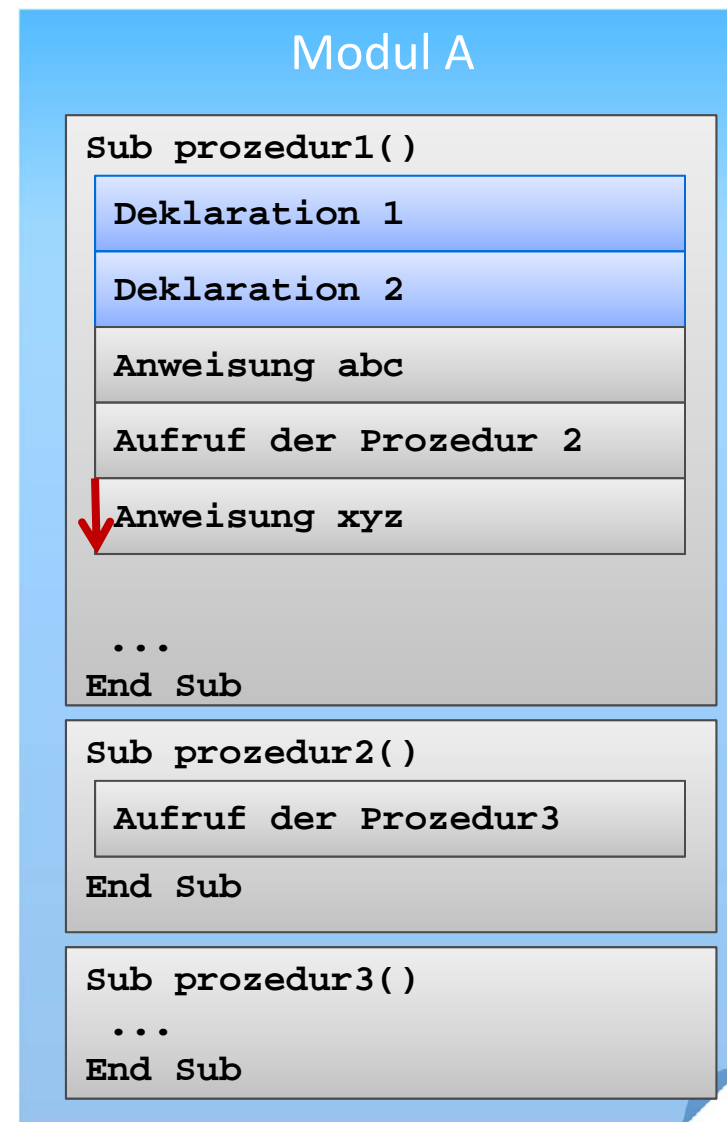 Modul A
Sub prozedur1()
Deklaration 1
Deklaration 2
Anweisung abc
Aufruf der Prozedur 2
Anweisung xyz
...
End Sub
Sub prozedur2()
Aufruf der Prozedur3
End Sub
Sub prozedur3()
...
End Sub